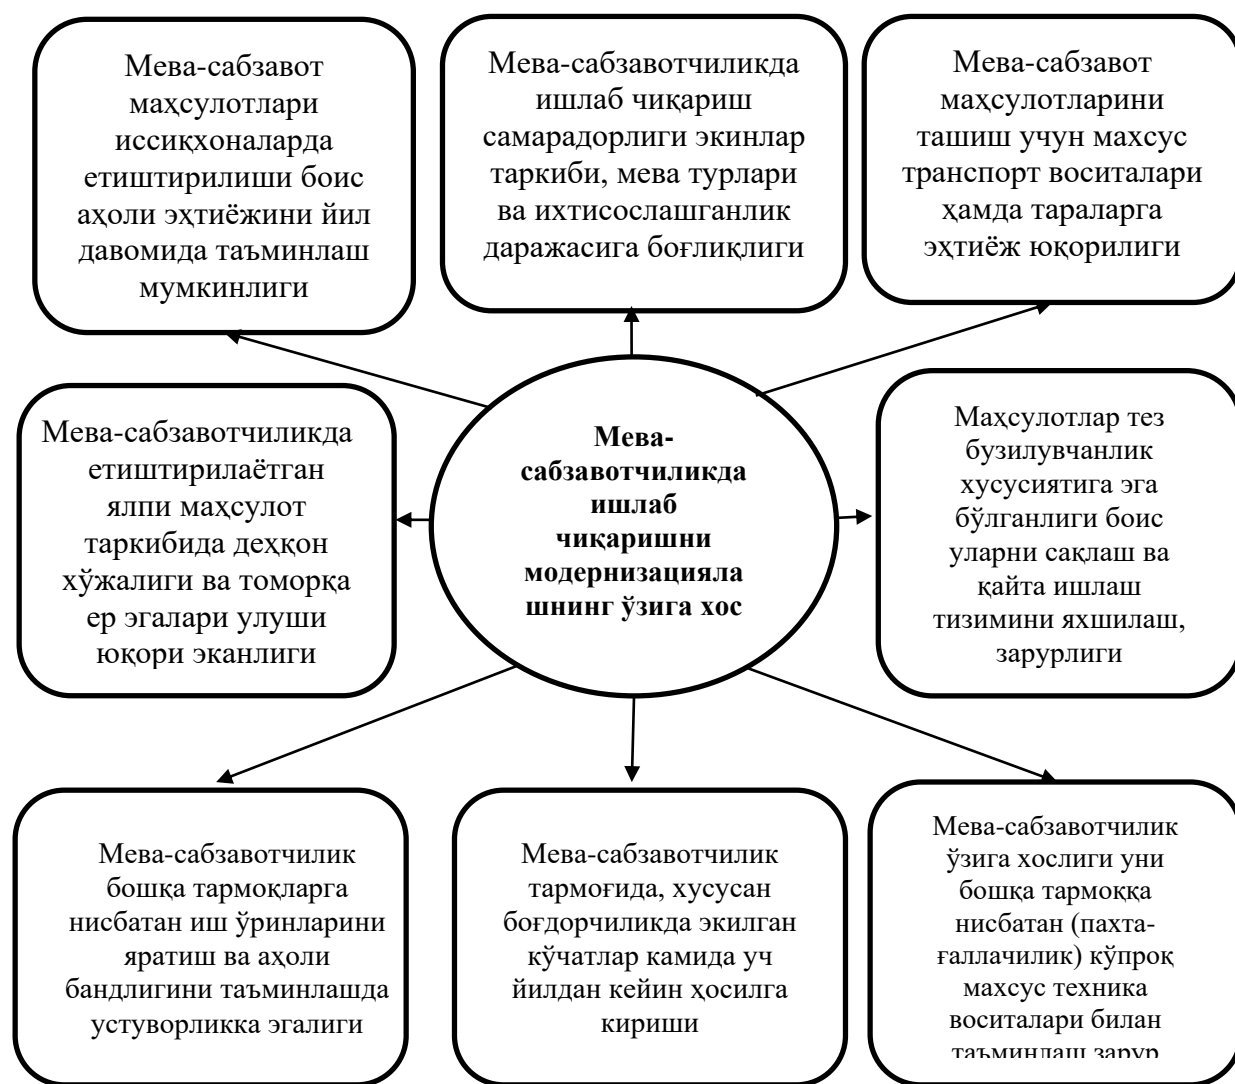 Мева-сабзавот
маҳсулотлари
иссиқхоналарда
етиштирилиши боис
аҳоли эҳтиёжини йил
давомида таъминлаш
мумкинлиги
Мева-сабзавотчиликда
ишлаб чиқариш
самарадорлиги экинлар
таркиби, мева турлари
ва ихтисослашганлик
даражасига боғлиқлиги
Мева-сабзавот
маҳсулотларини
ташиш учун махсус
транспорт воситалари
ҳамда тараларга
эҳтиёж юқорилиги
Мева-сабзавотчиликда
етиштирилаётган
ялпи маҳсулот
таркибида деҳқон
хўжалиги ва томорқа
ер эгалари улуши
юқори эканлиги
Мева-
сабзавотчиликда
ишлаб
чиқаришни
модернизацияла
шнинг ўзига хос
Маҳсулотлар тез
бузилувчанлик
хусусиятига эга
бўлганлиги боис
уларни сақлаш ва
қайта ишлаш
тизимини яхшилаш,
зарурлиги
Мева-сабзавотчилик
бошқа тармоқларга
нисбатан иш ўринларини
яратиш ва аҳоли
бандлигини таъминлашда
устуворликка эгалиги
Мева-сабзавотчилик
тармоғида, хусусан
боғдорчиликда экилган
кўчатлар камида уч
йилдан кейин ҳосилга
кириши
Мева-сабзавотчилик
ўзига хослиги уни
бошқа тармоққа
нисбатан (пахта-
ғаллачилик) кўпроқ
махсус техника
воситалари билан
таъминлаш зарур